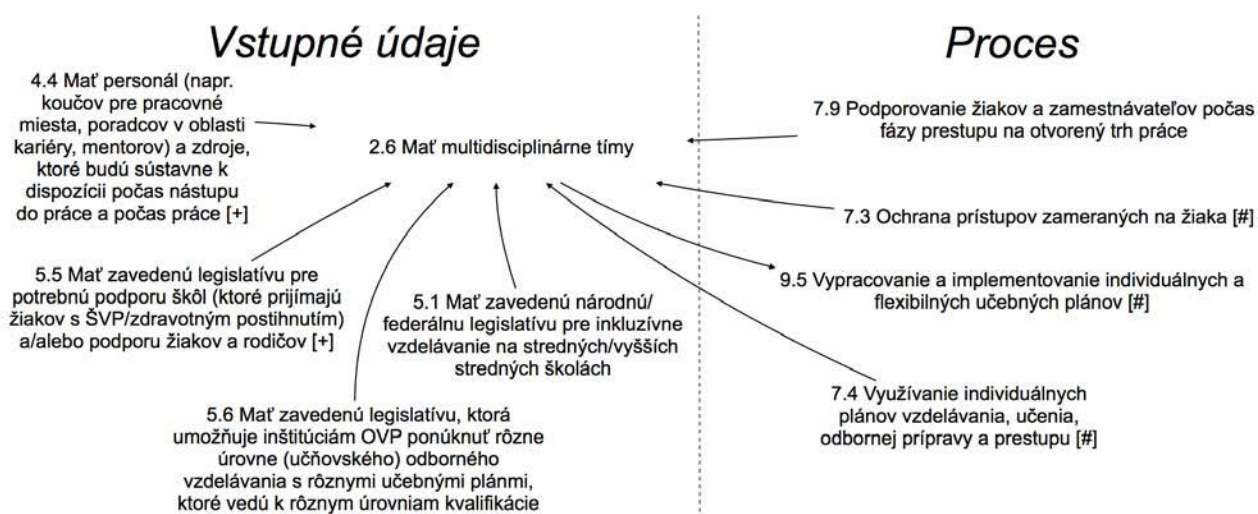 Vstupné údaje
4.4 Mať personál (napr.
koučov pre pracovné
miesta, poradcov v oblasti
kariéry, mentorov) a zdroje,
ktoré budú sústavne k
dispozícii počas nástupu
do práce a počas práce [+]
2.6 Mať multidisciplinárne tímy
5.5 Mať zavedenú legislatívu pre
potrebnú podporu škôl (ktoré prijímajú
žiakov s ŠVP/zdravotným postihnutím)
a/alebo podporu žiakov a rodičov [+]
5.1 Mať zavedenú národnú/
federálnu legislatívu pre inkluzívne
vzdelávanie na stredných/vyšších
stredných školách
5.6 Mať zavedenú legislatívu, ktorá
umožňuje inštitúciám OVP ponúknuť rôzne
úrovne (učňovského) odborného
vzdelávania s rôznymi učebnými plánmi,
ktoré vedú k rôznym úrovniam kvalifikácie
Proces
7.9 Podporovanie žiakov a zamestnávateľov počas
fázy prestupu na otvorený trh práce
7.3 Ochrana prístupov zameraných na žiaka [#]
9.5 Vypracovanie a implementovanie individuálnych a
flexibilných učebných plánov [#]
7.4 Využívanie individuálnych
plánov vzdelávania, učenia,
odbornej prípravy a prestupu [#]